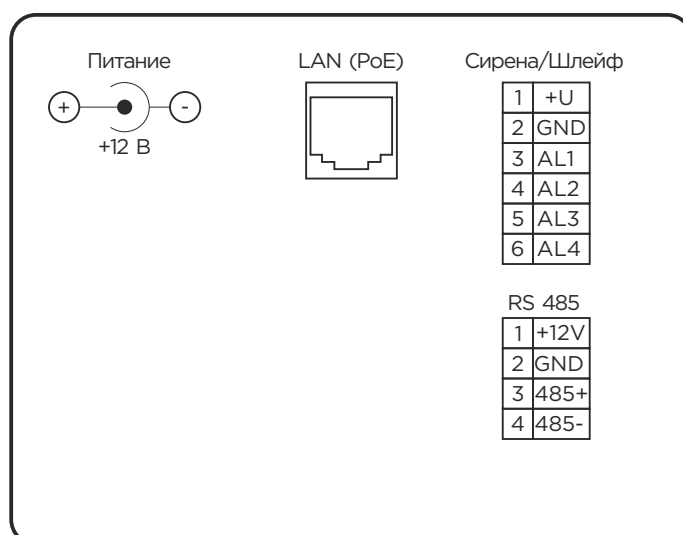 Питание
+ -
+12 В
LAN (PoE)
Сирена/Шлейф
1 +U
2 GND
3 AL1
4 AL2
5 AL3
6 AL4
RS 485
1 +12V
2 GND
3 485+
4 485-